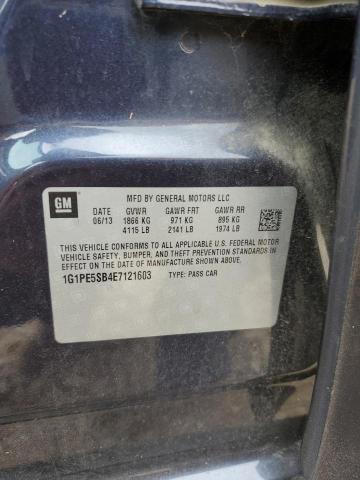 GM
MFD BY GENERAL MOTORS LLC
DATE GVWR GAWR FRT GAWR RR
06/13 1866 KG 971 KG 895 KG
4115 LB 2141 LB 1974 LB
THIS VEHICLE CONFORMS TO ALL APPLICABLE U.S. FEDERAL MOTOR
VEHICLE SAFETY, BUMPER, AND THEFT PREVENTION STANDARDS IN
EFFECT ON THE DATE OF MANUFACTURE SHOWN ABOVE.
1G1PE5SB4E7121603 TYPE: PASS CAR